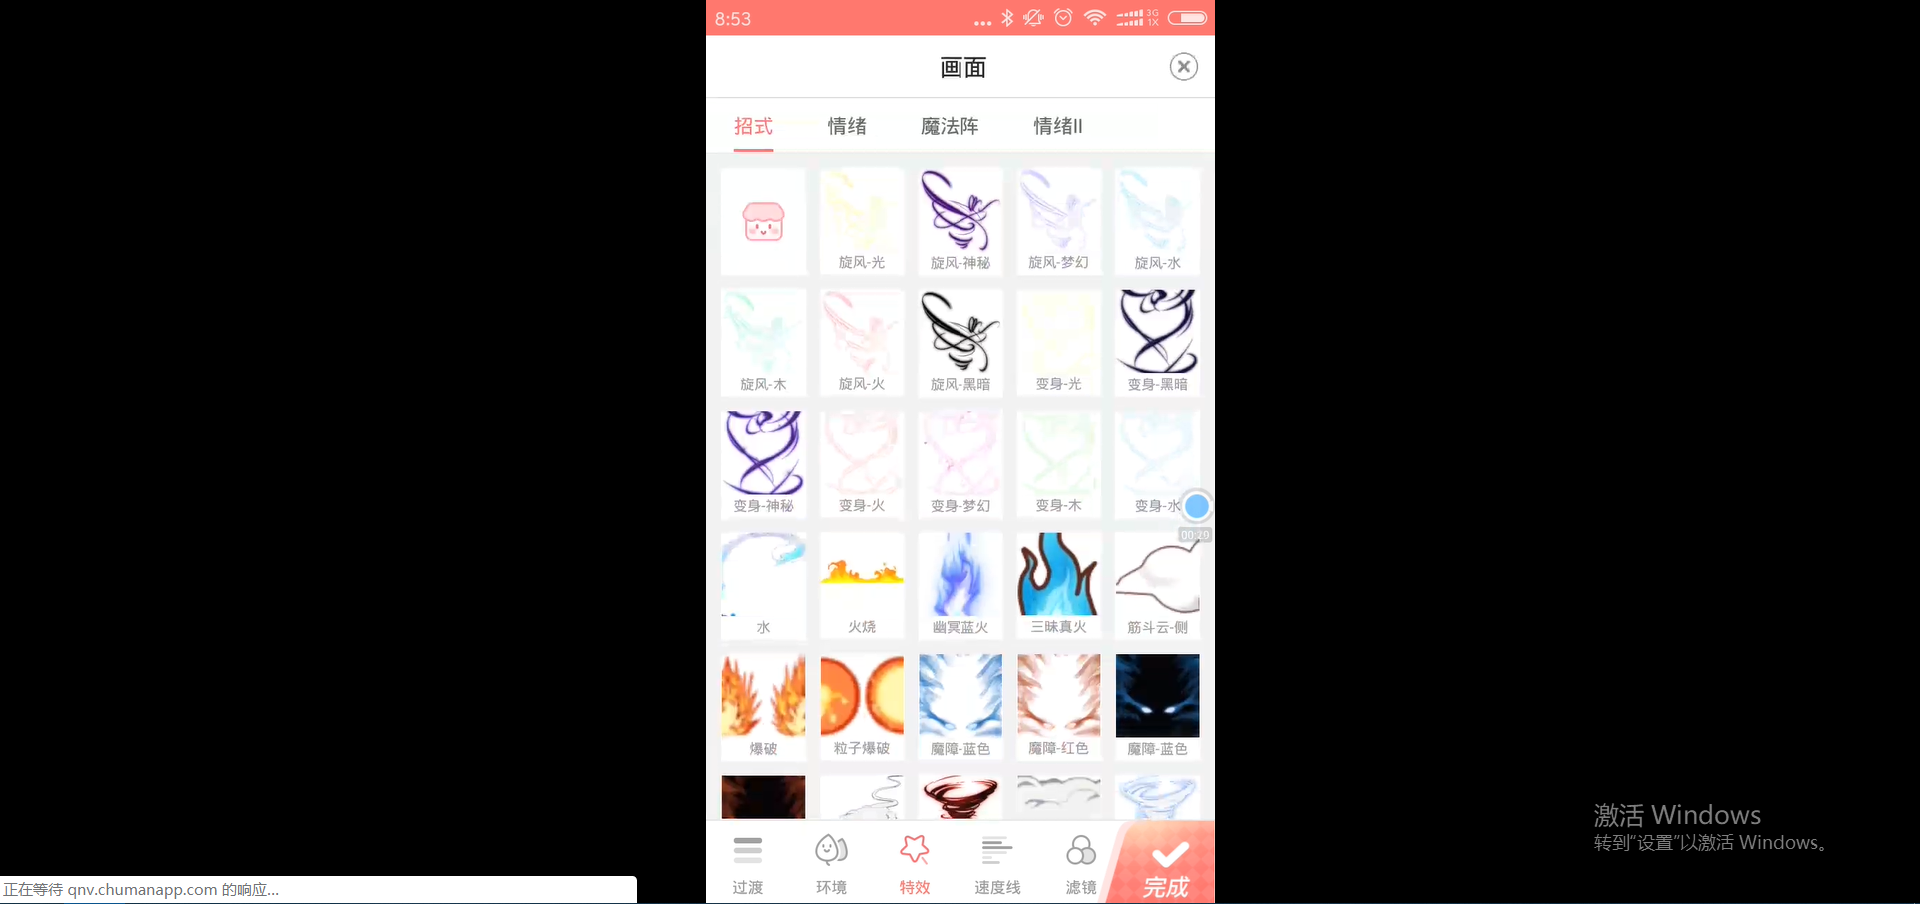 8:53
3G
1X
画面
招式 情绪 魔法阵 情绪II
旋风-光 旋风-神秘 旋风-梦幻 旋风-水
旋风-木 旋风-火 旋风-黑暗 变身-光 变身-黑暗
变身-神秘 变身-火 变身-梦幻 变身-木 变身-水
00:20
水 火烧 幽冥蓝火 三昧真火 筋斗云-侧
爆破 粒子爆破 魔障-蓝色 魔障-红色 魔障-蓝色
过渡 环境 特效 速度线 滤镜 完成
激活 Windows
转到“设置”以激活 Windows。
正在等待 qnv.chumanapp.com 的响应...